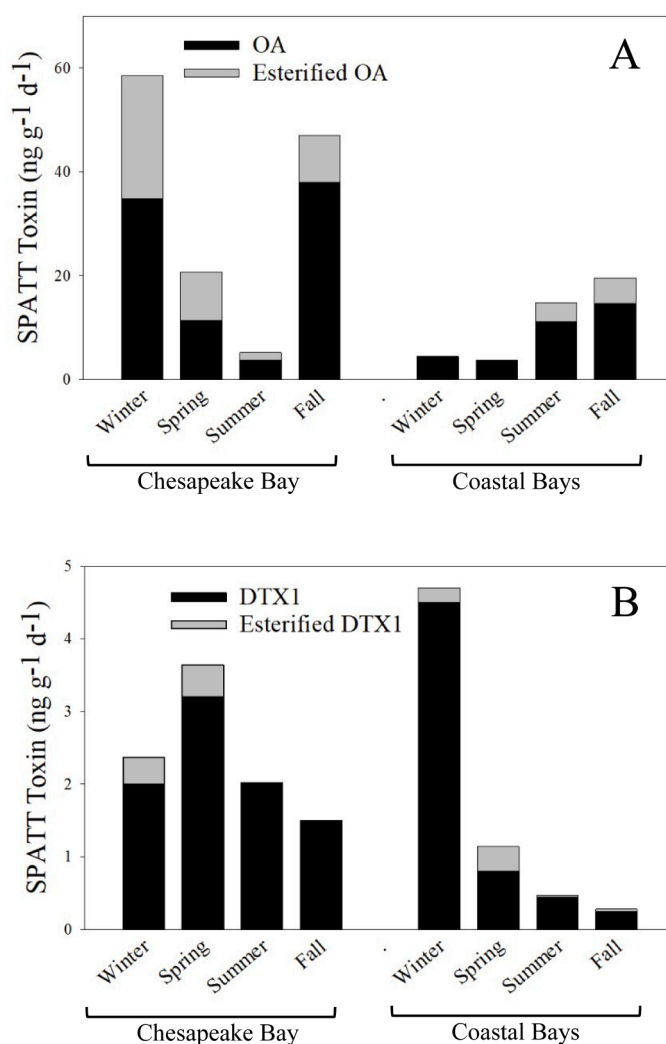 A
OA
Esterified OA
SPATT Toxin (ng g-1 d-1)
60
40
20
0
Winter
Spring
Summer
Fall
Winter
Spring
Summer
Fall
Chesapeake Bay
Coastal Bays
B
DTX1
Esterified DTX1
SPATT Toxin (ng g-1 d-1)
5
4
3
2
1
0
Winter
Spring
Summer
Fall
Winter
Spring
Summer
Fall
Chesapeake Bay
Coastal Bays